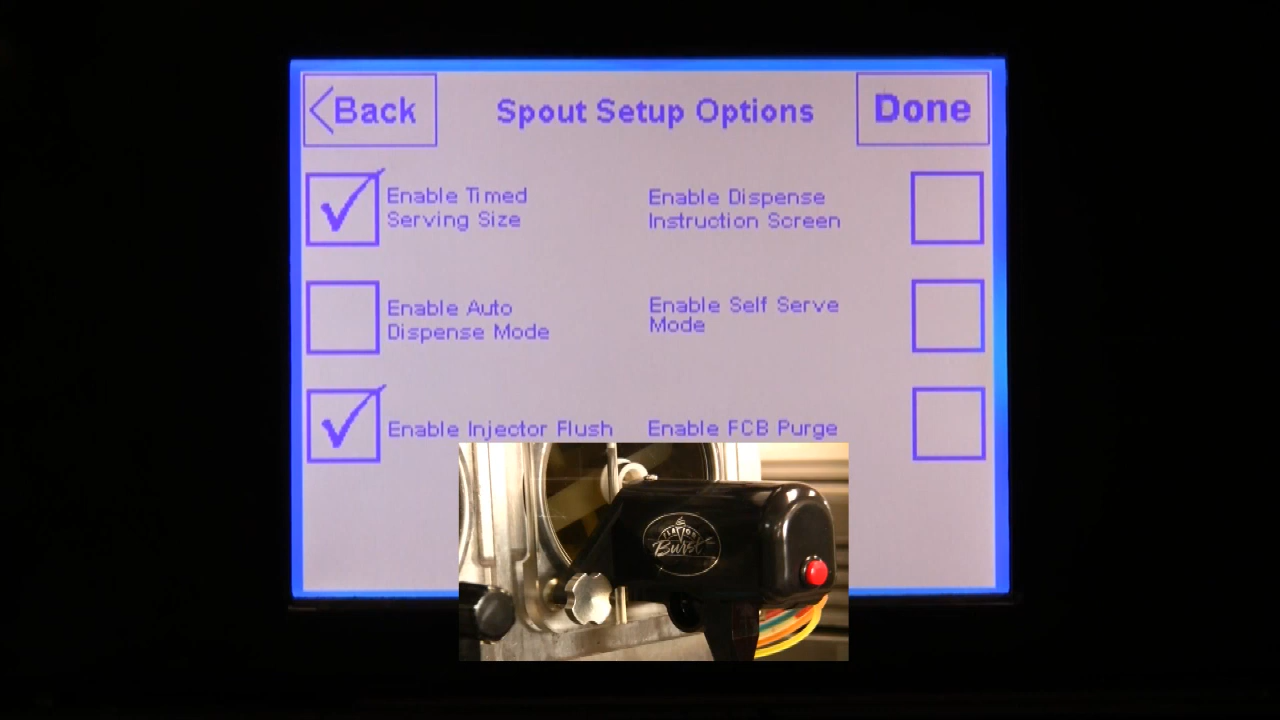 Back
Spout Setup Options
Done
Enable Timed
Serving Size
Enable Dispense
Instruction Screen
Enable Auto
Dispense Mode
Enable Self Serve
Mode
Enable Injector Flush
Enable FCB Purge
FLAVOR
Burst